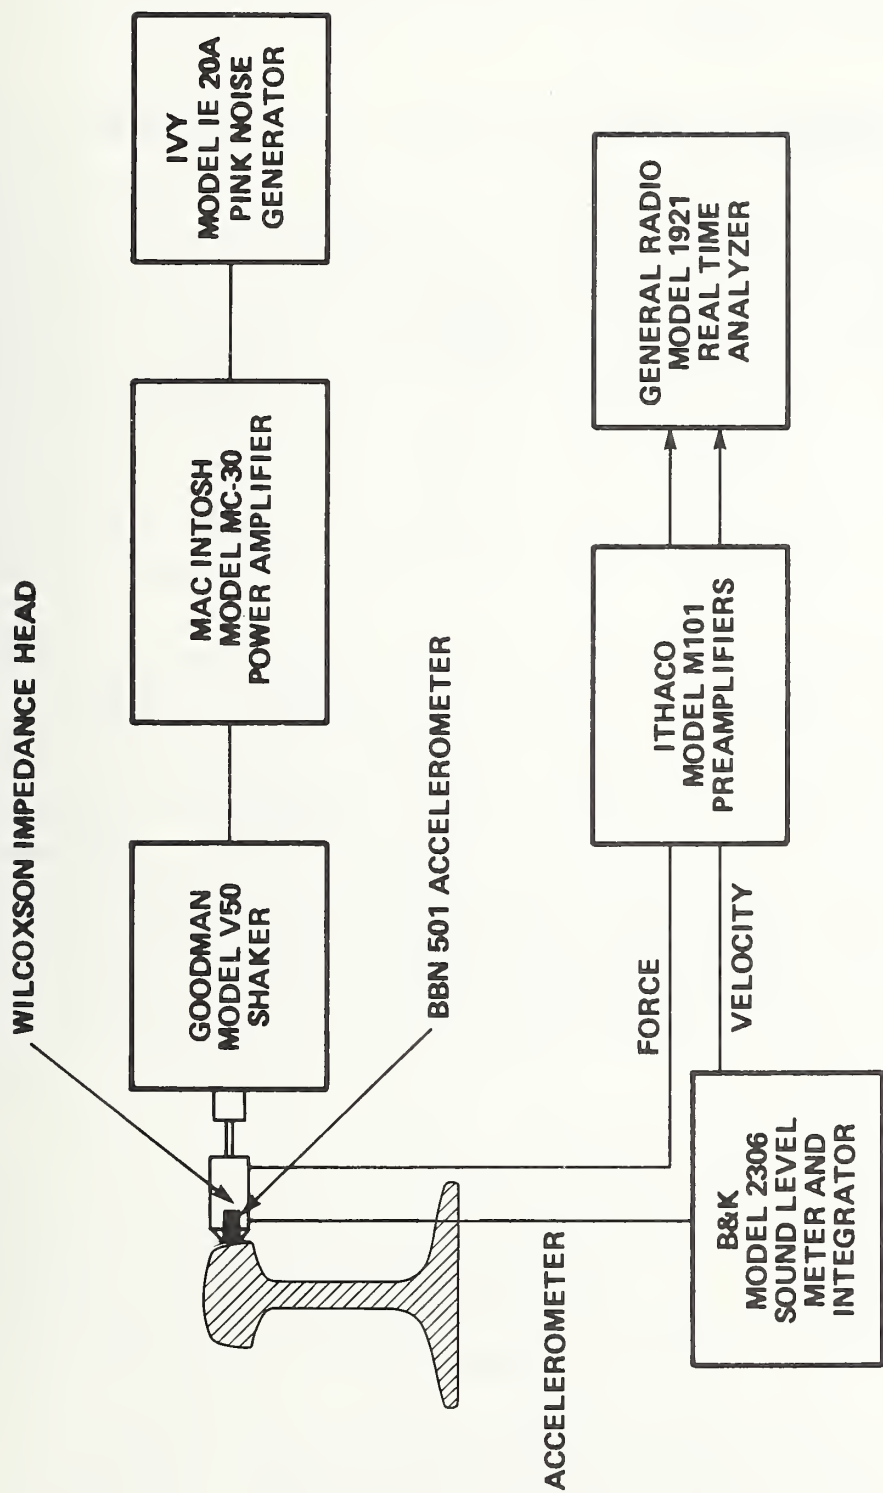 WILCOXSON IMPEDANCE HEAD
GOODMAN
MODEL V50
SHAKER
MAC INTOSH
MODEL MC-30
POWER AMPLIFIER
IVY
MODEL IE 20A
PINK NOISE
GENERATOR
BBN 501 ACCELEROMETER
ACCELEROMETER
FORCE
VELOCITY
B&K
MODEL 2306
SOUND LEVEL
METER AND
INTEGRATOR
ITHACO
MODEL M101
PREAMPLIFIERS
GENERAL RADIO
MODEL 1921
REAL TIME
ANALYZER